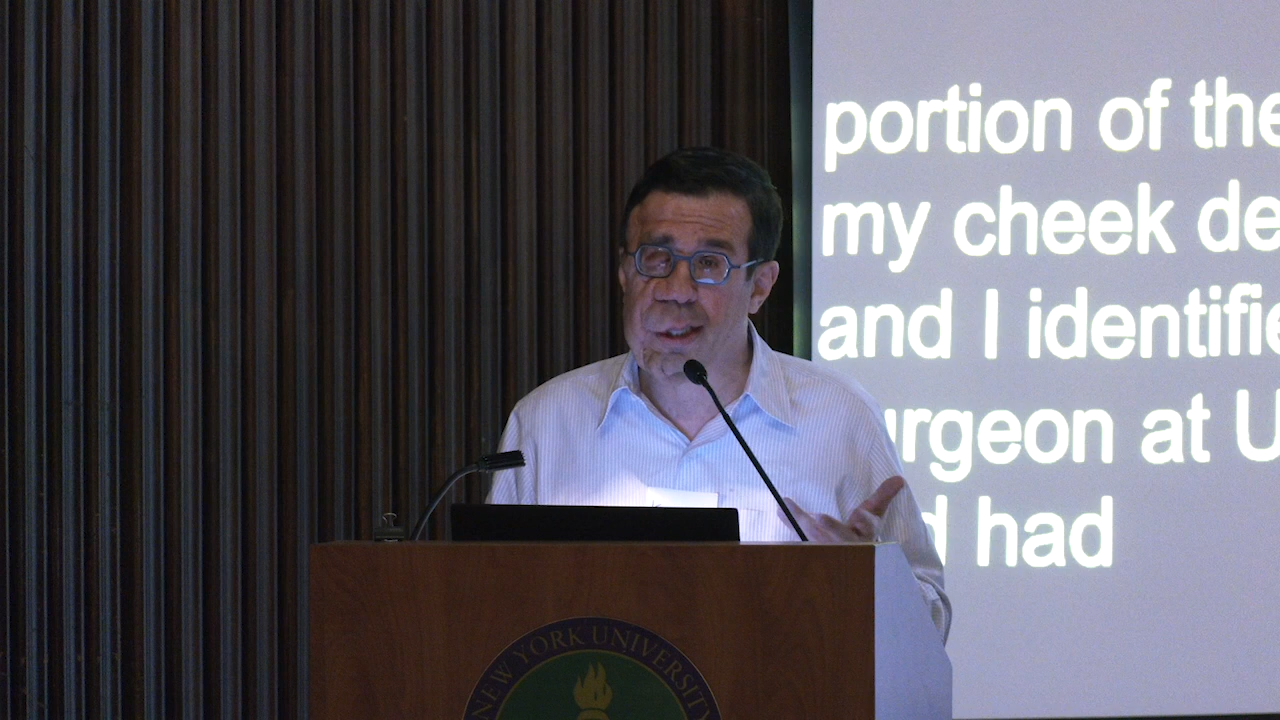 portion of the
my cheek de
and I identifie
urgeon at U
had
NEW YORK UNIVERSITY